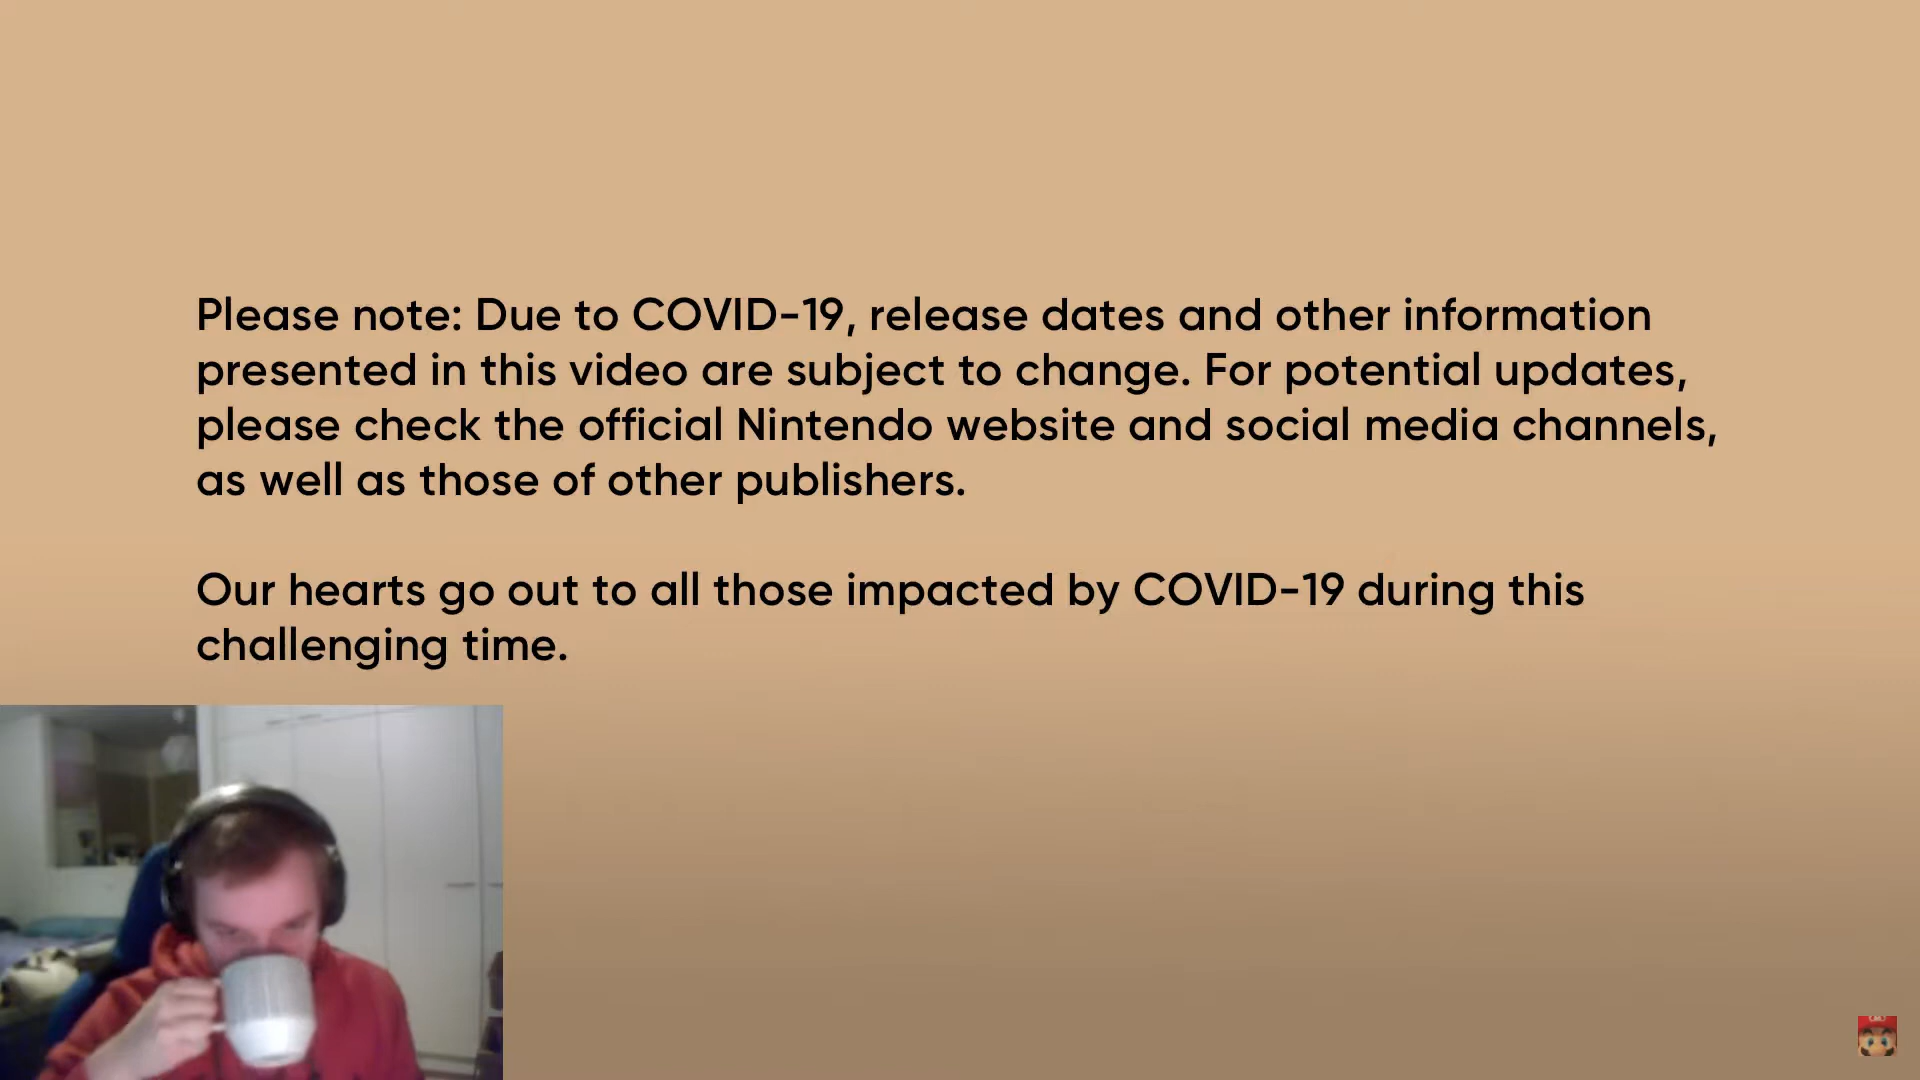 Please note: Due to COVID-19, release dates and other information
presented in this video are subject to change. For potential updates,
please check the official Nintendo website and social media channels,
as well as those of other publishers.
Our hearts go out to all those impacted by COVID-19 during this
challenging time.